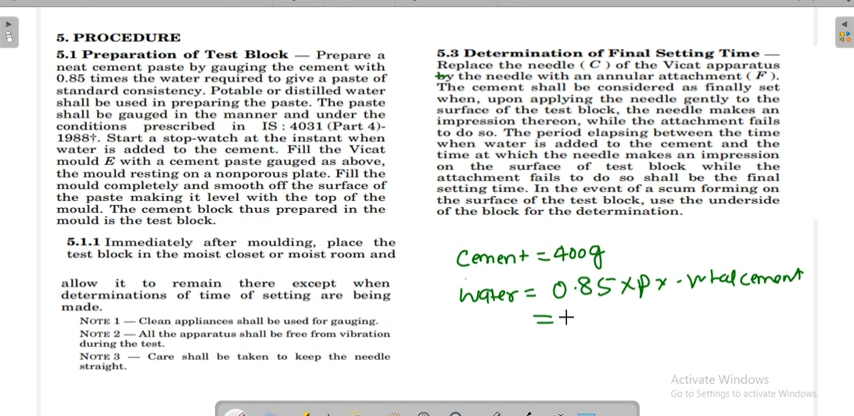 5. PROCEDURE
5.1 Preparation of Test Block — Prepare a
neat cement paste by gauging the cement with
0.85 times the water required to give a paste of
standard consistency. Potable or distilled water
shall be used in preparing the paste. The paste
shall be gauged in the manner and under the
conditions prescribed in IS : 4031 (Part 4)-
1988†. Start a stop-watch at the instant when
water is added to the cement. Fill the Vicat
mould E with a cement paste gauged as above,
the mould resting on a nonporous plate. Fill the
mould completely and smooth off the surface of
the paste making it level with the top of the
mould. The cement block thus prepared in the
mould is the test block.
5.1.1 Immediately after moulding, place the
test block in the moist closet or moist room and
allow it to remain there except when
determinations of time of setting are being
made.
NOTE 1 — Clean appliances shall be used for gauging.
NOTE 2 — All the apparatus shall be free from vibration
during the test.
NOTE 3 — Care shall be taken to keep the needle
straight.
5.3 Determination of Final Setting Time —
Replace the needle ( C ) of the Vicat apparatus
by the needle with an annular attachment ( F ).
The cement shall be considered as finally set
when, upon applying the needle gently to the
surface of the test block, the needle makes an
impression thereon, while the attachment fails
to do so. The period elapsing between the time
when water is added to the cement and the
time at which the needle makes an impression
on the surface of test block while the
attachment fails to do so shall be the final
setting time. In the event of a scum forming on
the surface of the test block, use the underside
of the block for the determination.
Cement = 400g
Water = 0.85 x P x cement
=
Activate Windows
Go to Settings to activate Windows.